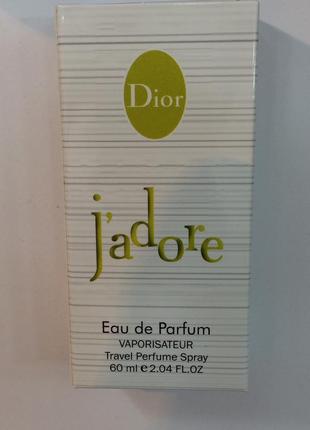 Dior
j'adore
Eau de Parfum
VAPORISATEUR
Travel Perfume Spray
60 ml e 2.04 FL.OZ